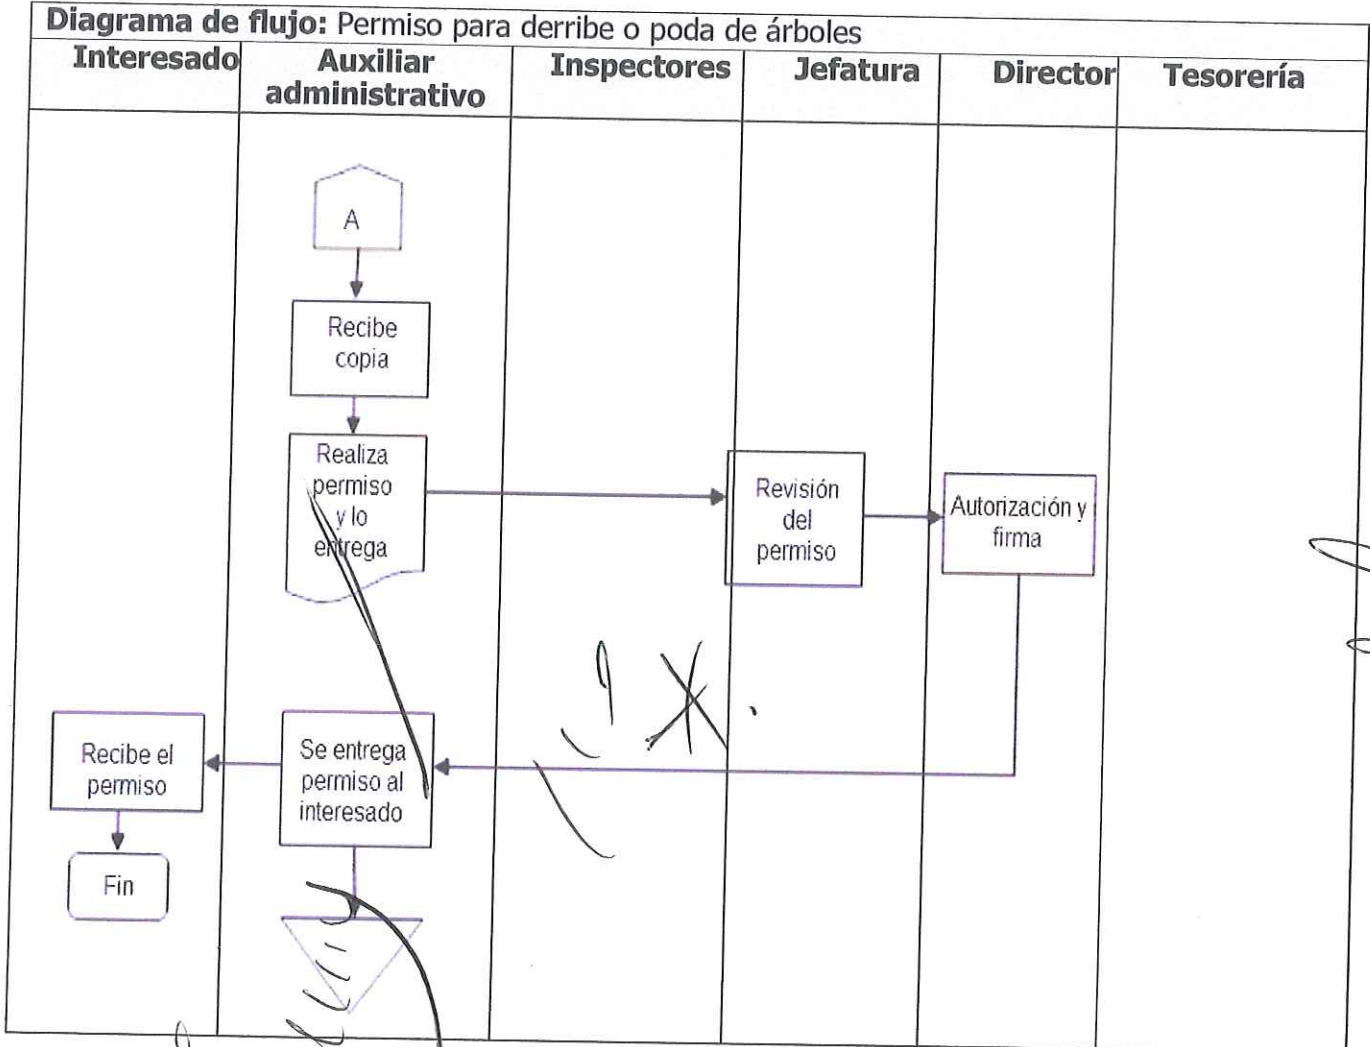 Diagrama de flujo: Permiso para derribe o poda de árboles
Interesado
Auxiliar
administrativo
Inspectores
Jefatura
Director
Tesorería
A
Recibe
copia
Realiza
permiso
y lo
entrega
Revisión
del
permiso
Autorización y
firma
Se entrega
permiso al
interesado
Recibe el
permiso
Fin